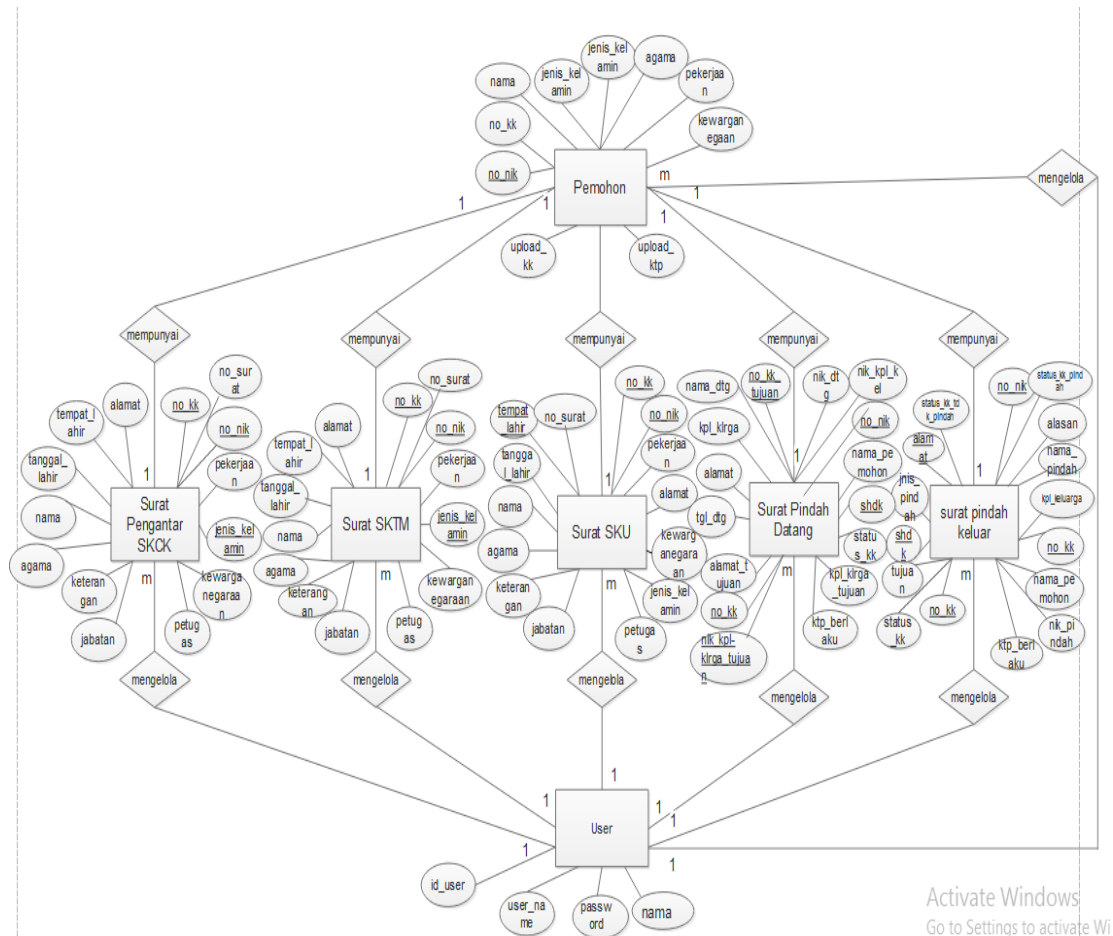 jenis_kel
amin
agama
jenis_kel
amin
pekerjaa
n
nama
kewargan
egaan
no_kk
no_nik
Pemohon
m
1
mengelola
1
1
1
upload_
kk
upload_
ktp
mempunyai
mempunyai
mempunyai
mempunyai
mempunyai
no_sur
at
alamat
tempat_l
ahir
no_kk
no_nik
tanggal_
lahir
pekerjaa
n
1
nama
Surat
Pengantar
SKCK
jenis_kel
amin
agama
m
keteran
gan
kewarga
negaraa
n
jabatan
petug
as
no_surat
no_kk
alamat
no_nik
tempat_l
ahir
pekerjaa
n
tanggal_
lahir
1
Surat SKTM
jenis_kel
amin
nama
agama
m
keterang
an
kewargan
egaraan
jabatan
petug
as
no_kk
tempat_
lahir
no_surat
no_nik
tangga
l_lahir
pekerjaa
n
1
nama
alamat
Surat SKU
agama
kewarg
anegara
an
keteran
gan
m
jenis_kel
amin
jabatan
petuga
s
nama_dtg
no_kk_
tujuan
nik_dt
g
nik_kpl_k
el
kpl_klrga
no_nik
alamat
1
nama_pe
mohon
Surat Pindah
Datang
shdk
tgl_dtg
statu
s_kk
alamat_t
ujuan
m
kpl_klrga
_tujuan
no_kk
ktp_berl
aku
nik_kpl-
klrga_tujua
n
no_nik
status_kk_pind
ah
status_kk_td
k_pindah
alasan
alam
at
nama_
pindah
1
jnis_
pind
ah
surat pindah
keluar
kpl_keluarga
shd
k
no_kk
tujua
n
m
no_kk
nama_pe
mohon
status
_kk
nik_pi
ndah
ktp_berl
aku
mengelola
mengelola
mengelola
mengelola
mengelola
1
1
1
1
1
1
User
id_user
user_na
me
passw
ord
nama
Activate Windows
Go to Settings to activate Wi